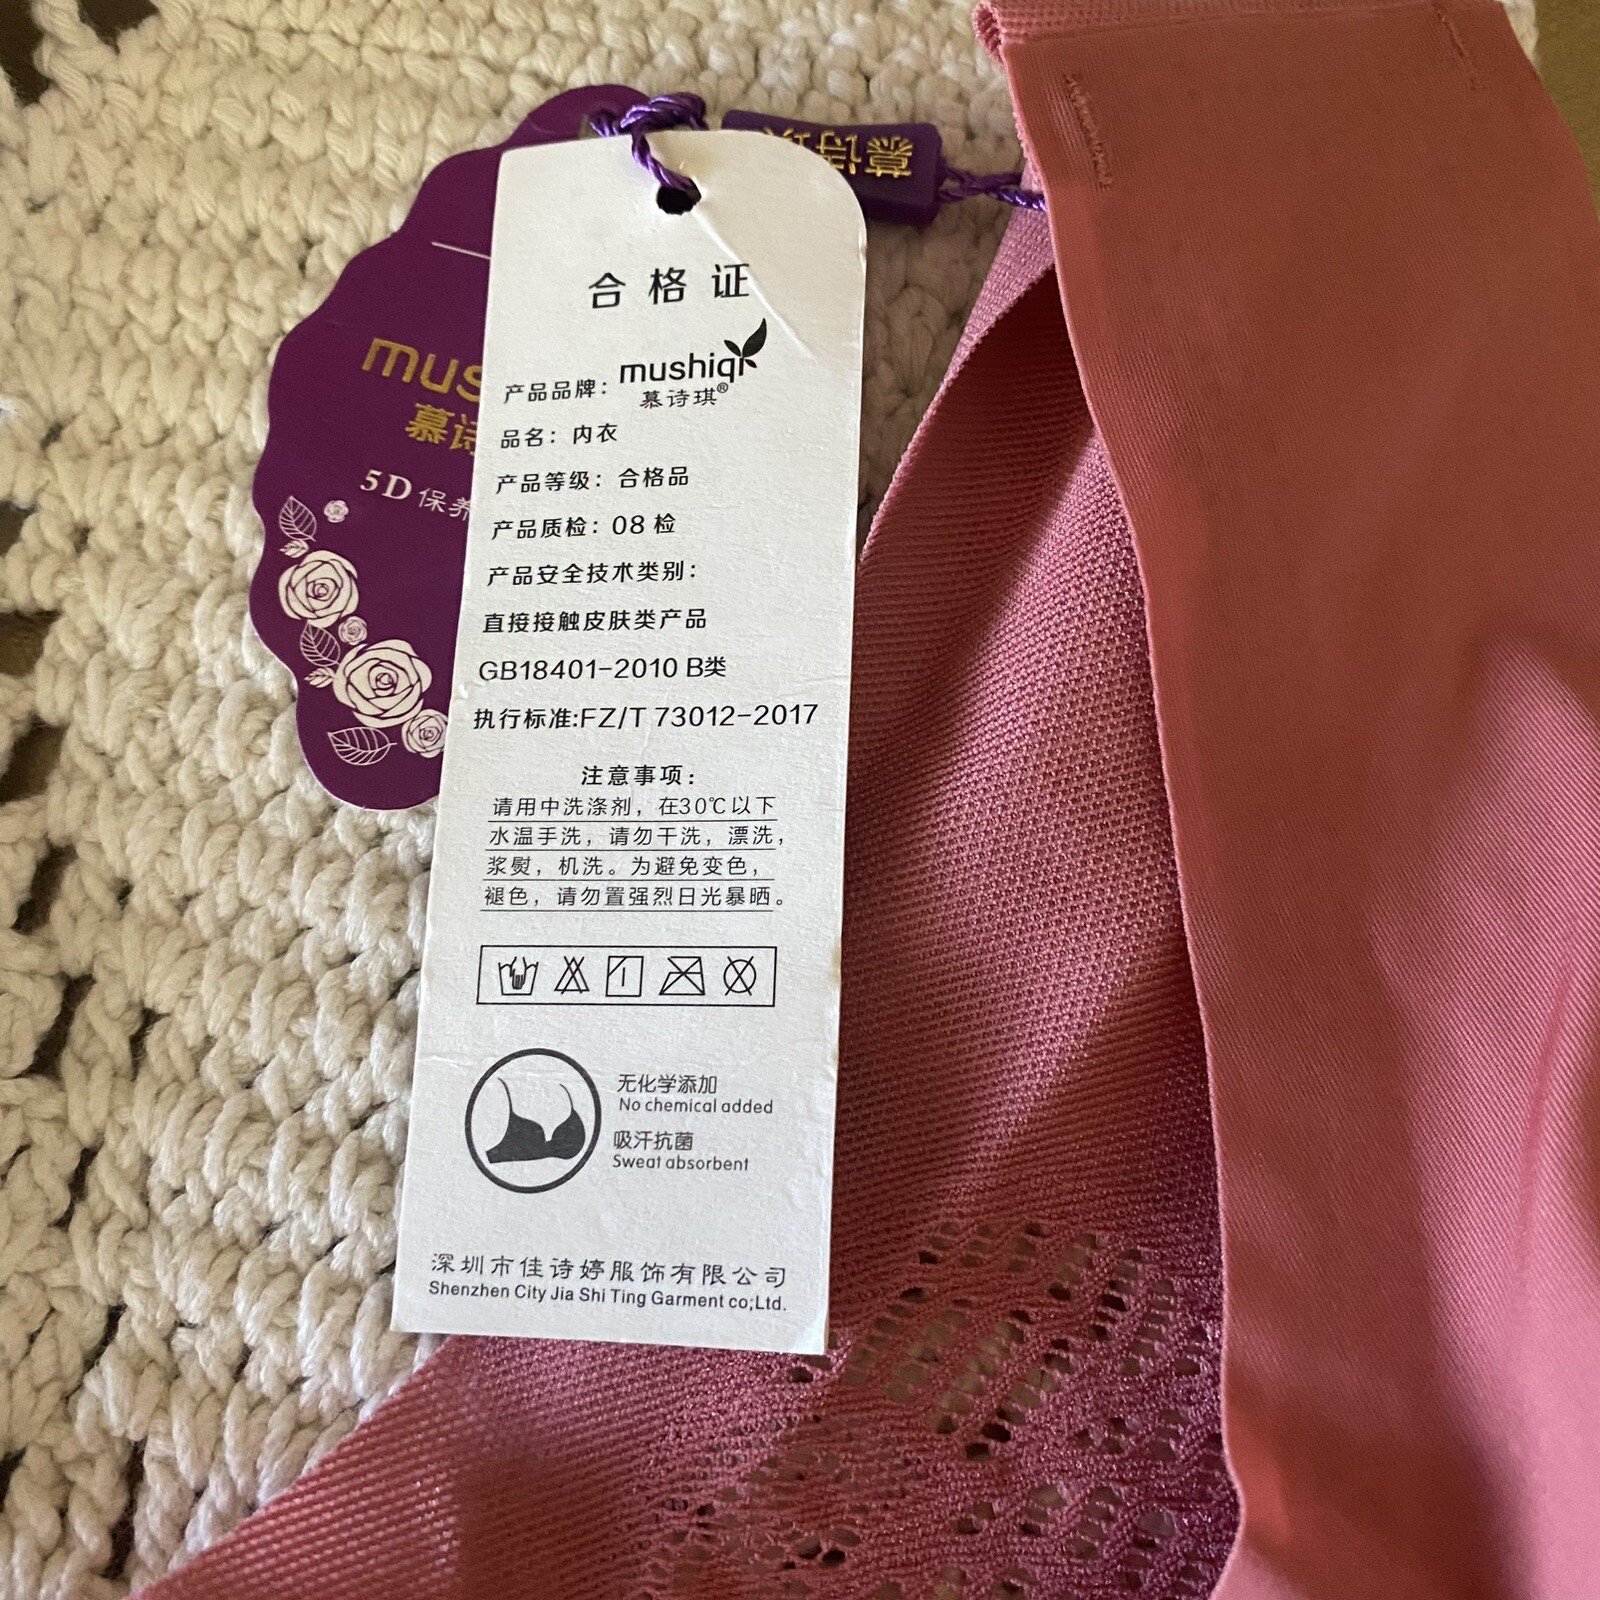 合格证
产品品牌: mushiqi
慕诗琪®
品名: 内衣
产品等级: 合格品
产品质检: 08 检
产品安全技术类别:
直接接触皮肤类产品
GB18401-2010 B类
执行标准:FZ/T 73012-2017
注意事项:
请用中洗涤剂，在30℃以下
水温手洗，请勿干洗，漂洗，
浆熨，机洗。为避免变色，
褪色，请勿置强烈日光暴晒。
无化学添加
No chemical added
吸汗抗菌
Sweat absorbent
深圳市佳诗婷服饰有限公司
Shenzhen City Jia Shi Ting Garment co;Ltd.
mus
慕诗
5D 保养
慕诗琪